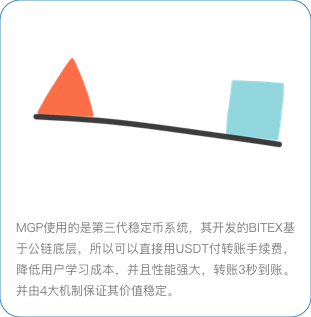 MGP使用的是第三代稳定币系统，其开发的BITEX基
于公链底层，所以可以直接用USDT付转账手续费，
降低用户学习成本，并且性能强大，转账3秒到账。
并由4大机制保证其价值稳定。